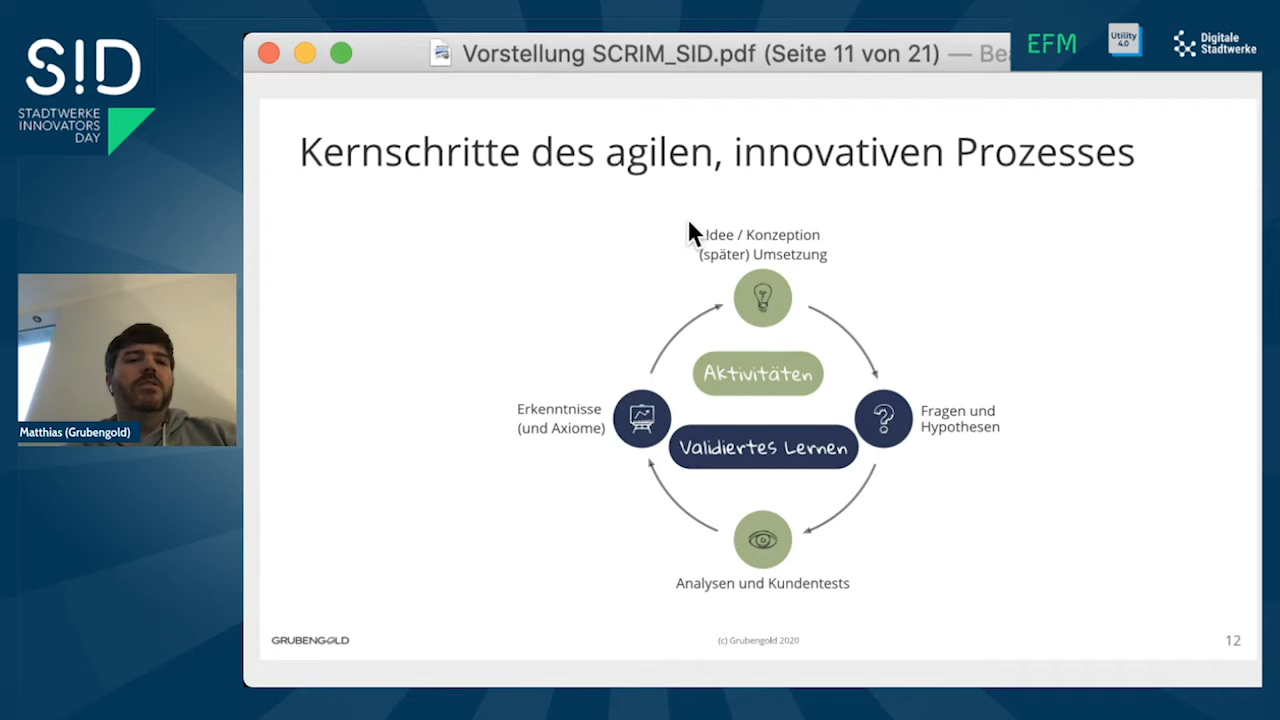 S!D
STADTWERKE
INNOVATORS
DAY
Vorstellung SCRIM_SID.pdf (Seite 11 von 21) — Be
EFM
Utility
4.0
Digitale
Stadtwerke
Kernschritte des agilen, innovativen Prozesses
Idee / Konzeption
(später) Umsetzung
Aktivitäten
Erkenntnisse
(und Axiome)
Fragen und
Hypothesen
Validiertes Lernen
Analysen und Kundentests
Matthias (Grubengold)
GRUBENGOLD
(c) Grubengold 2020
12